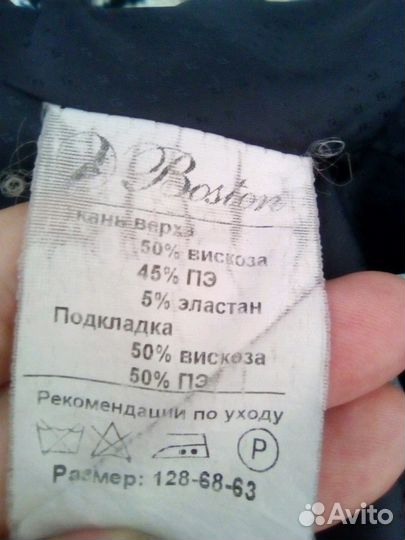 Boston
ткань верха
50% вискоза
45% ПЭ
5% эластан
Подкладка
50% вискоза
50% ПЭ
Рекомендации по уходу
P
Размер: 128-68-63
Avito